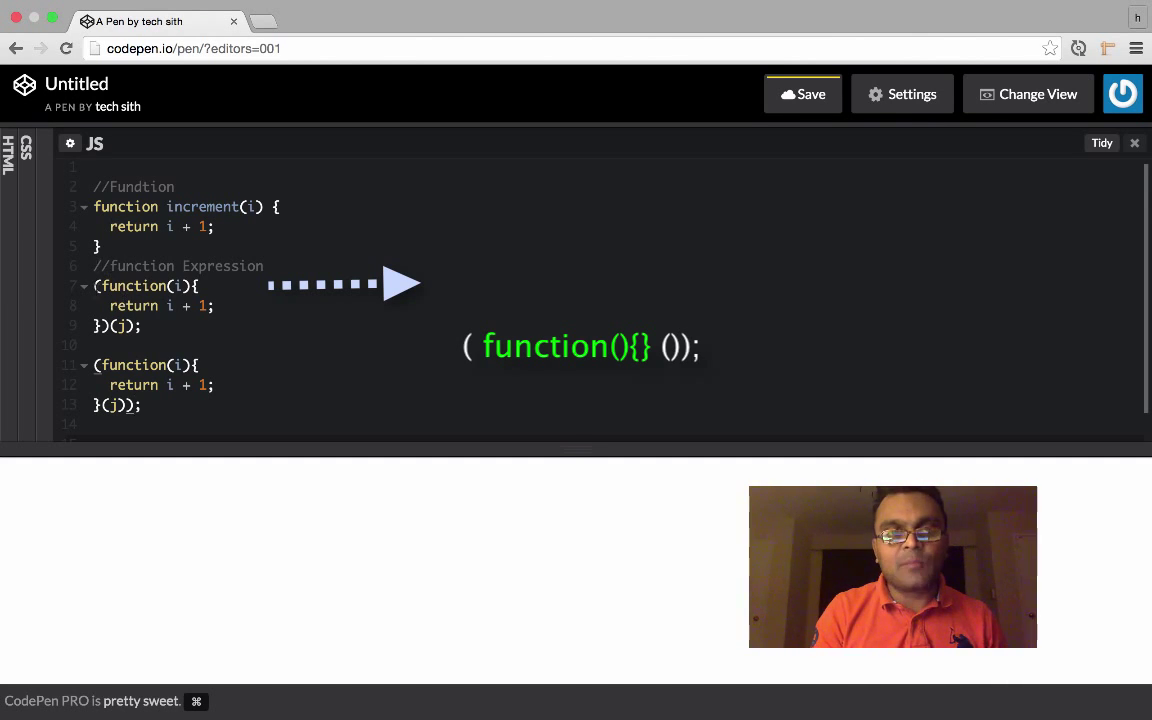 A Pen by tech sith
h
codepen.io/pen/?editors=001
Untitled
A PEN BY tech sith
Save
Settings
Change View
HTML
CSS
JS
Tidy
1
2 //Fundtion
3 function increment(i) {
4 return i + 1;
5 }
6 //function Expression
7 (function(i){
8 return i + 1;
9 })(j);
10
11 (function(i){
12 return i + 1;
13 }(j));
14
15
( function(){} ());
CodePen PRO is pretty sweet. ⌘